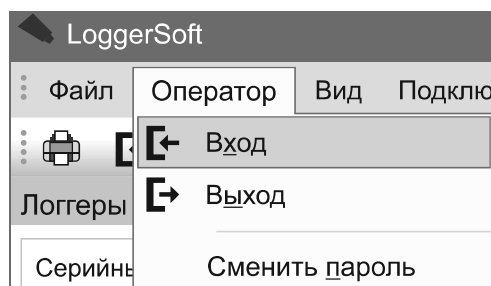 LoggerSoft
Файл Оператор Вид
Вход
Выход
Логгеры
Сменить пароль